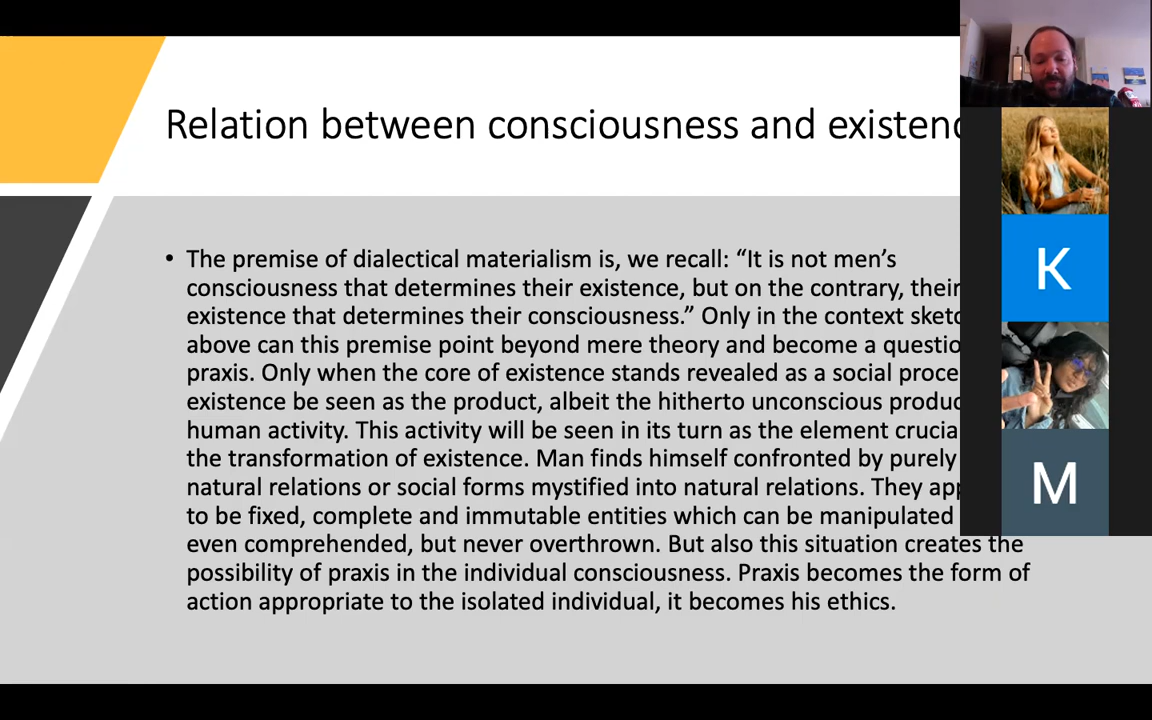 Relation between consciousness and existenc
• The premise of dialectical materialism is, we recall: “It is not men’s
consciousness that determines their existence, but on the contrary, their
existence that determines their consciousness.” Only in the context sketc
above can this premise point beyond mere theory and become a questio
praxis. Only when the core of existence stands revealed as a social proce
existence be seen as the product, albeit the hitherto unconscious produc
human activity. This activity will be seen in its turn as the element crucia
the transformation of existence. Man finds himself confronted by purely
natural relations or social forms mystified into natural relations. They app
to be fixed, complete and immutable entities which can be manipulated
even comprehended, but never overthrown. But also this situation creates the
possibility of praxis in the individual consciousness. Praxis becomes the form of
action appropriate to the isolated individual, it becomes his ethics.
K
M